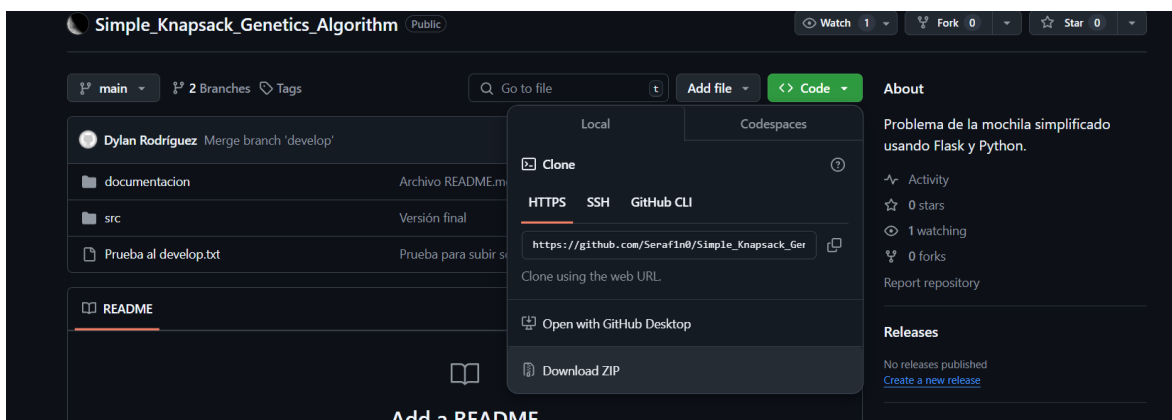 Simple_Knapsack_Genetics_Algorithm Public
Watch 1
Fork 0
Star 0
main
2 Branches
Tags
Go to file
t
Add file
<> Code
Dylan Rodríguez Merge branch 'develop'
documentacion Archivo README.m
src Versión final
Prueba al develop.txt Prueba para subir s
README
Add a README
Local
Codespaces
Clone
HTTPS SSH GitHub CLI
https://github.com/Seraf1n0/Simple_Knapsack_Ger
Clone using the web URL.
Open with GitHub Desktop
Download ZIP
About
Problema de la mochila simplificado
usando Flask y Python.
Activity
0 stars
1 watching
0 forks
Report repository
Releases
No releases published
Create a new release